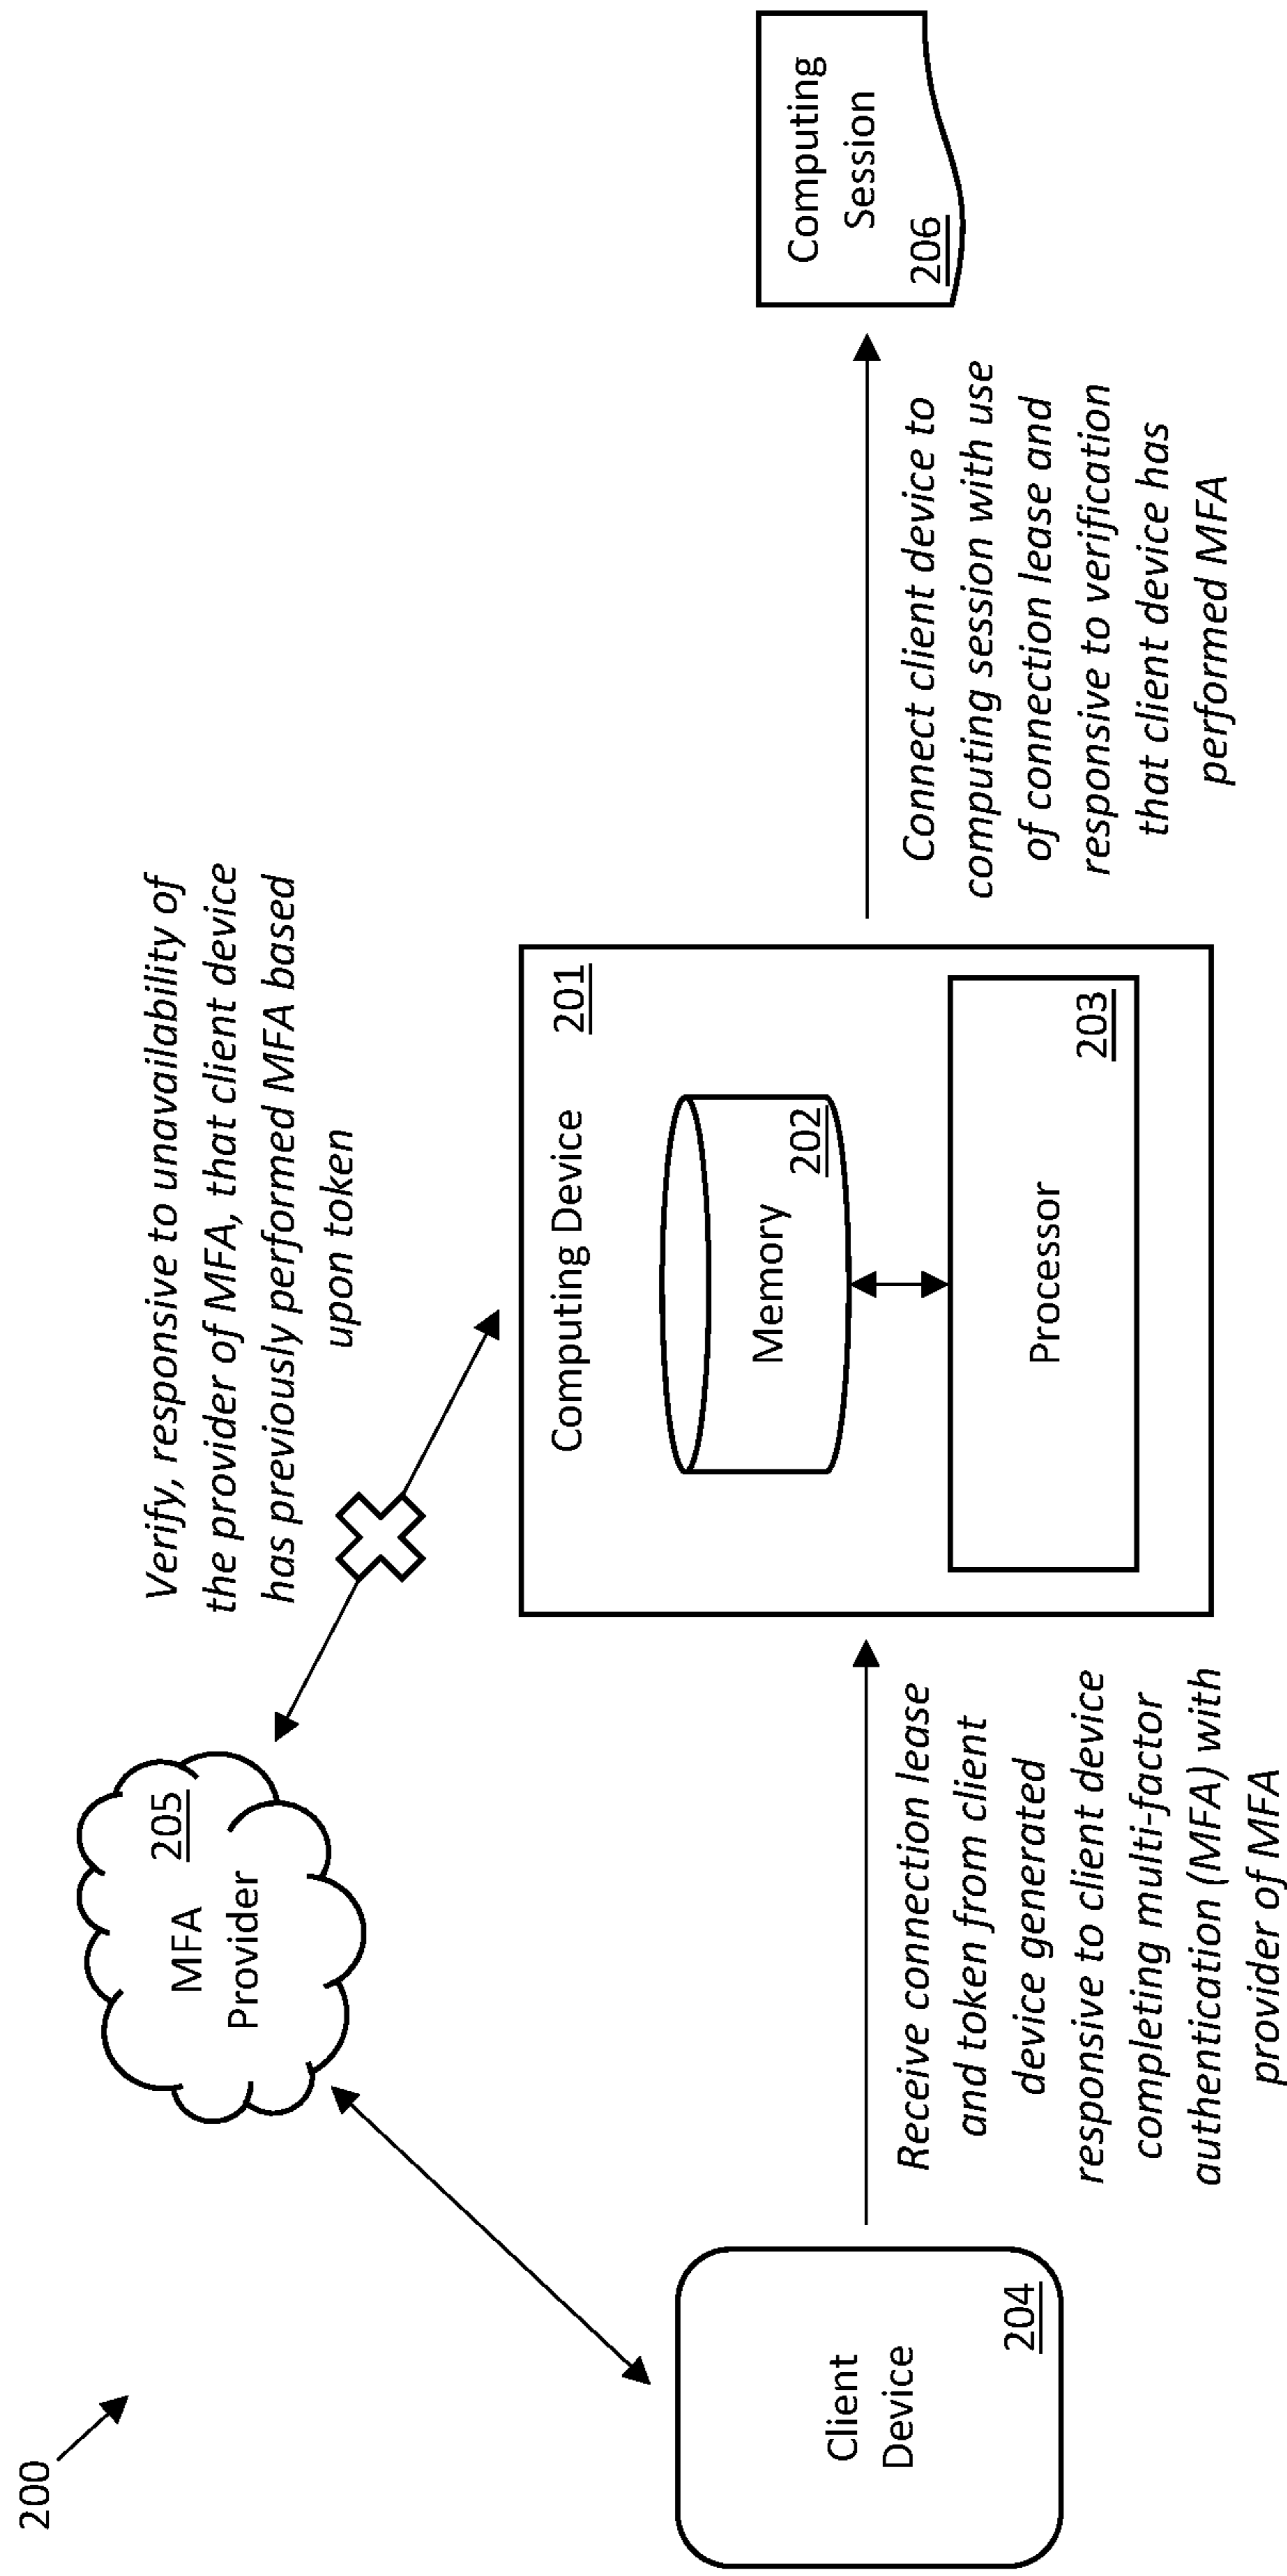 200
MFA
Provider
205
Verify, responsive to unavailability of
the provider of MFA, that client device
has previously performed MFA based
upon token
Client
Device
204
Receive connection lease
and token from client
device generated
responsive to client device
completing multi-factor
authentication (MFA) with
provider of MFA
Computing Device
201
Memory
202
Processor
203
Connect client device to
computing session with use
of connection lease and
responsive to verification
that client device has
performed MFA
Computing
Session
206